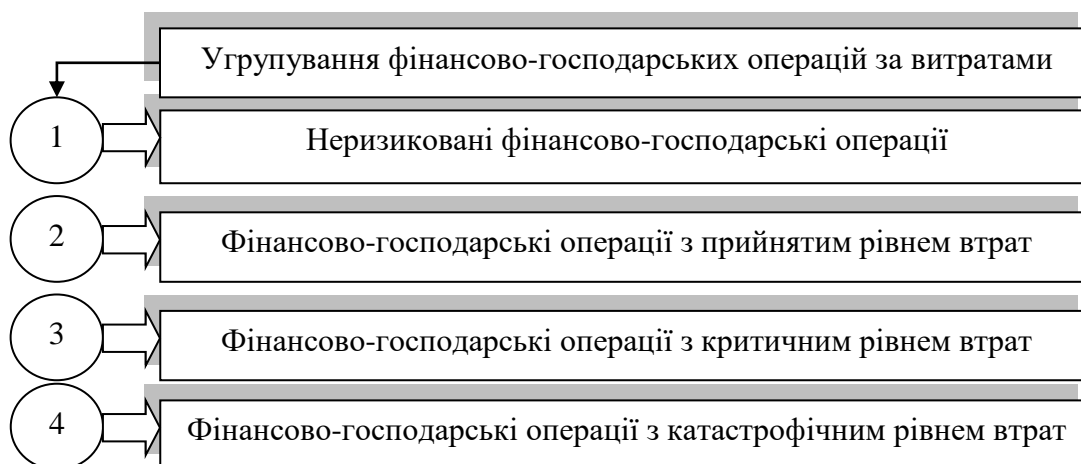 Угрупування фінансово-господарських операцій за витратами
1
Неризиковані фінансово-господарські операції
2
Фінансово-господарські операції з прийнятим рівнем втрат
3
Фінансово-господарські операції з критичним рівнем втрат
4
Фінансово-господарські операції з катастрофічним рівнем втрат